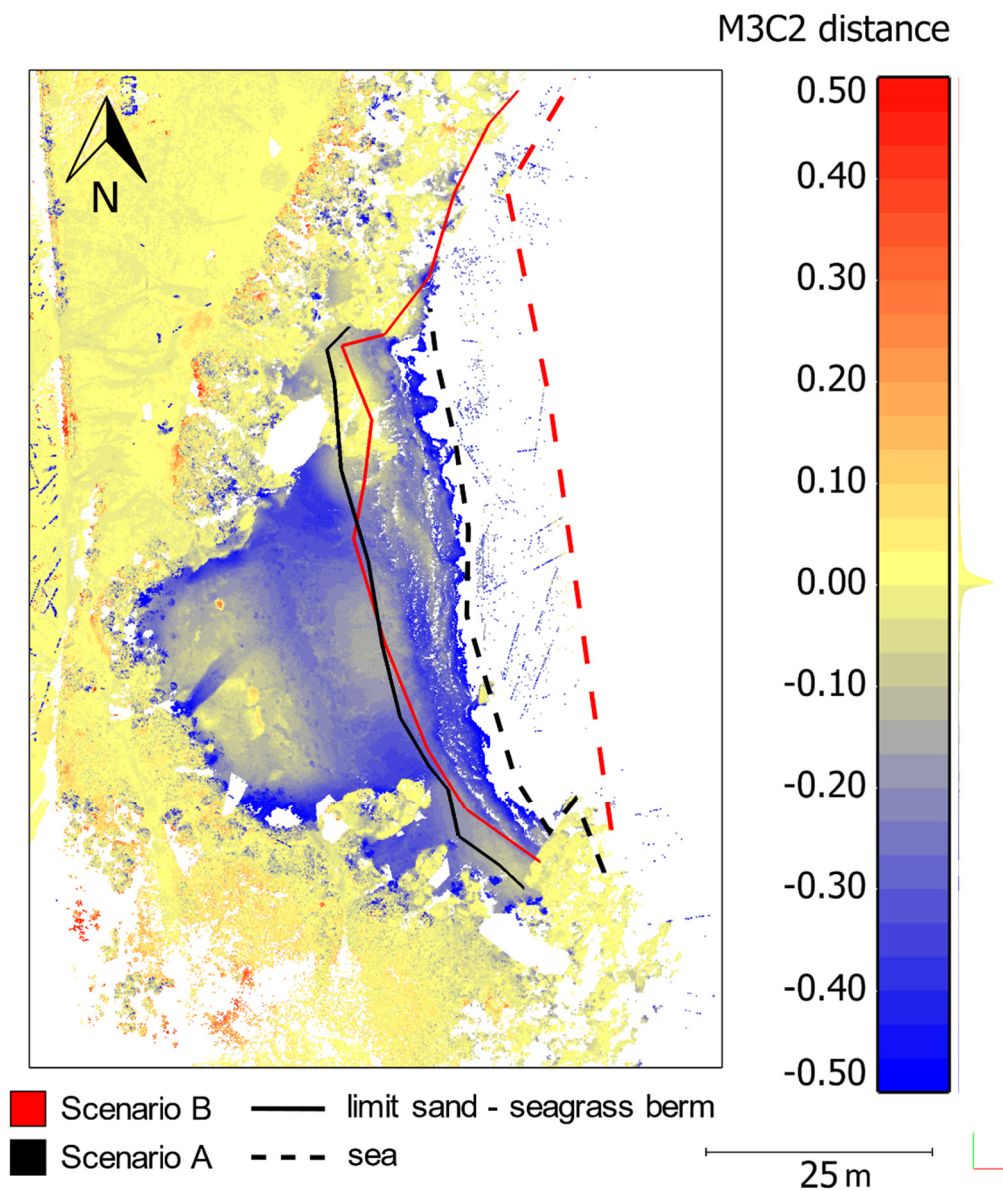 M3C2 distance
N
0.50
0.40
0.30
0.20
0.10
0.00
-0.10
-0.20
-0.30
-0.40
-0.50
Scenario B
limit sand - seagrass berm
Scenario A
sea
25 m